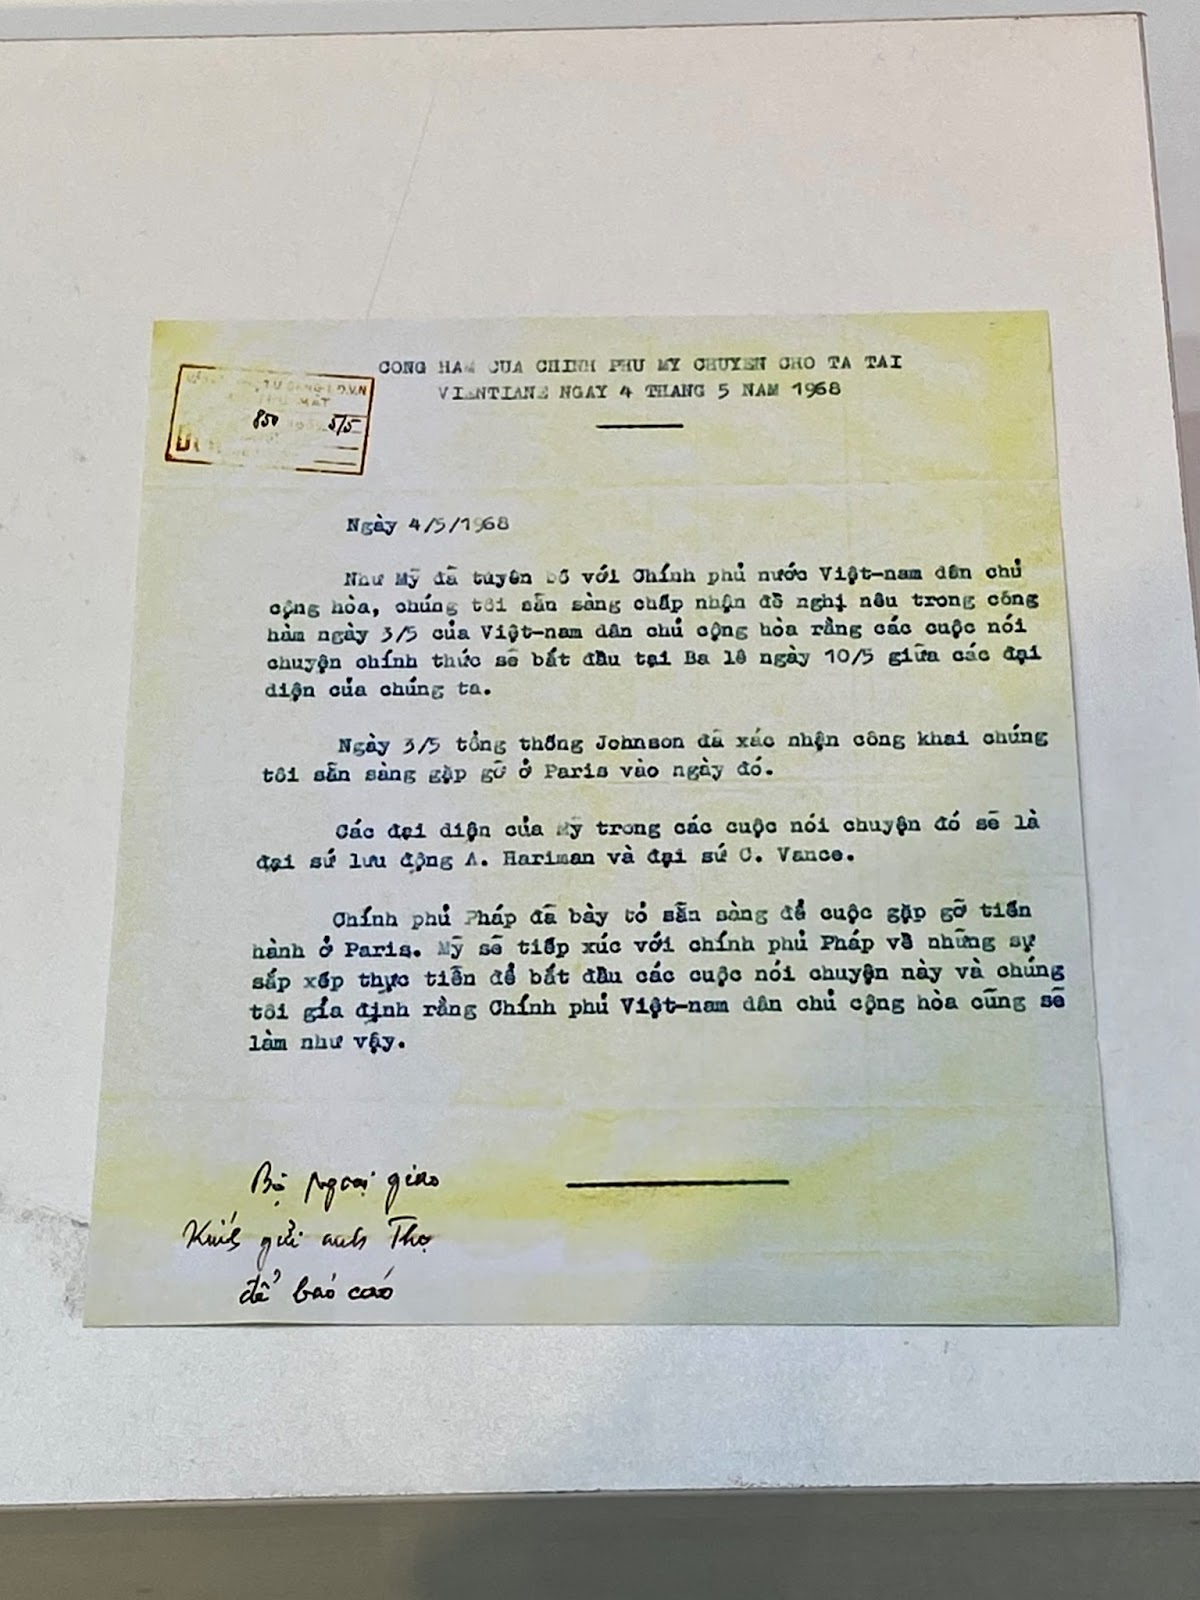 CONG HAM CUA CHINH PHU MY CHUYEN CHO TA TAI
VIENTIANE NGAY 4 THANG 5 NAM 1968
850 5/5
Ngày 4/5/1968
Như Mỹ đã tuyên bố với Chính phủ nước Việt-nam dân chủ
cộng hòa, chúng tôi sẵn sàng chấp nhận đề nghị nêu trong công
hàm ngày 3/5 của Việt-nam dân chủ cộng hòa rằng các cuộc nói
chuyện chính thức sẽ bắt đầu tại Ba lê ngày 10/5 giữa các đại
diện của chúng ta.
Ngày 3/5 tổng thống Johnson đã xác nhận công khai chúng
tôi sẵn sàng gặp gỡ ở Paris vào ngày đó.
Các đại diện của Mỹ trong các cuộc nói chuyện đó sẽ là
đại sứ lưu động A. Hariman và đại sứ C. Vance.
Chính phủ Pháp đã bày tỏ sẵn sàng để cuộc gặp gỡ tiến
hành ở Paris. Mỹ sẽ tiếp xúc với chính phủ Pháp về những sự
sắp xếp thực tiễn để bắt đầu các cuộc nói chuyện này và chúng
tôi gía định rằng Chính phủ Việt-nam dân chủ cộng hòa cũng sẽ
làm như vậy.
Bộ ngoại giao
Kính gửi anh Thọ
để báo cáo